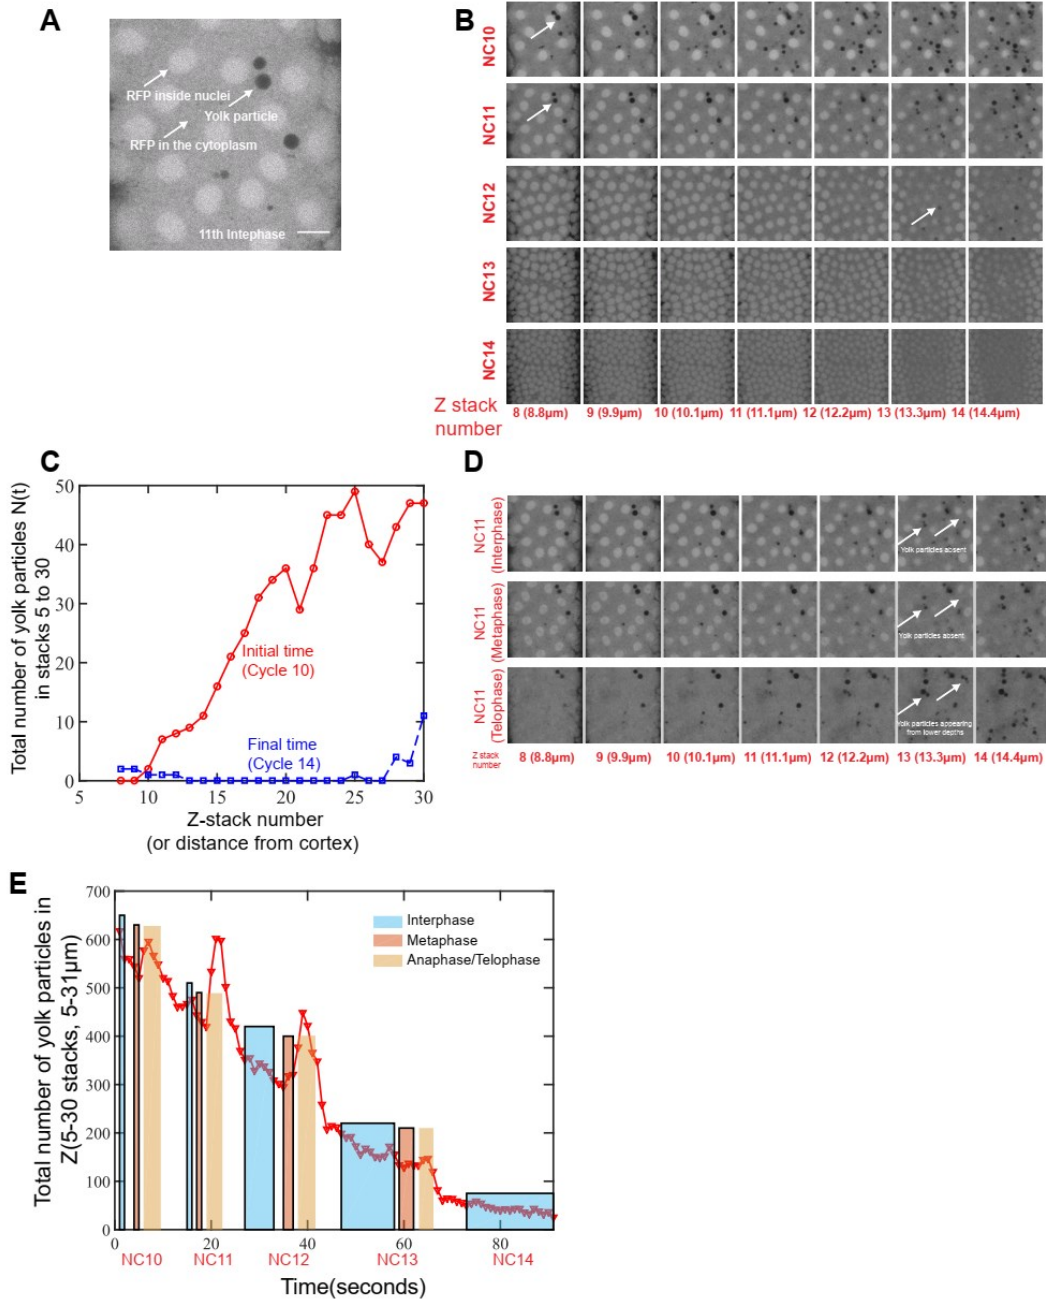 A
RFP inside nuclei
Yolk particle
RFP in the cytoplasm
11th Intephase
B
NC10
NC11
NC12
NC13
NC14
Z stack
number
8 (8.8µm) 9 (9.9µm) 10 (10.1µm) 11 (11.1µm) 12 (12.2µm) 13 (13.3µm) 14 (14.4µm)
C
Total number of yolk particles N(t)
in stacks 5 to 30
50
40
30
20
10
0
Initial time
(Cycle 10)
Final time
(Cycle 14)
5 10 15 20 25 30
Z-stack number
(or distance from cortex)
D
NC11
(Interphase)
Yolk particles absent
NC11
(Metaphase)
Yolk particles absent
NC11
(Telophase)
Yolk particles appearing
from lower depths
Z stack
number
8 (8.8µm) 9 (9.9µm) 10 (10.1µm) 11 (11.1µm) 12 (12.2µm) 13 (13.3µm) 14 (14.4µm)
E
Total number of yolk particles in
Z(5-30 stacks, 5-31µm)
700
600
500
400
300
200
100
0
Interphase
Metaphase
Anaphase/Telophase
0 20 40 60 80
NC10 NC11 NC12 NC13 NC14
Time(seconds)